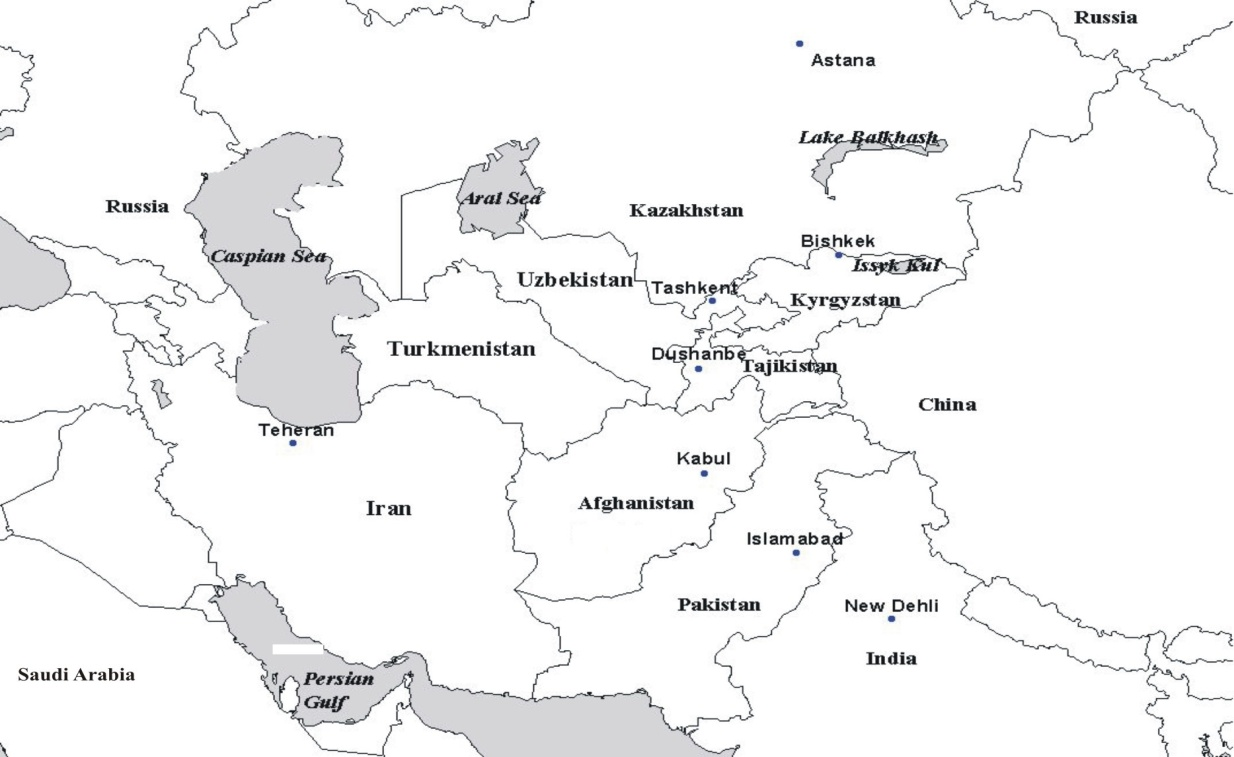 Russia
Astana
Lake Balkhash
Russia
Aral Sea
Kazakhstan
Bishkek
Caspian Sea
Issyk Kul
Uzbekistan
Tashkent
Kyrgyzstan
Turkmenistan
Dushanbe
Tajikistan
China
Teheran
Kabul
Iran
Afghanistan
Islamabad
Pakistan
New Dehli
India
Saudi Arabia
Persian
Gulf